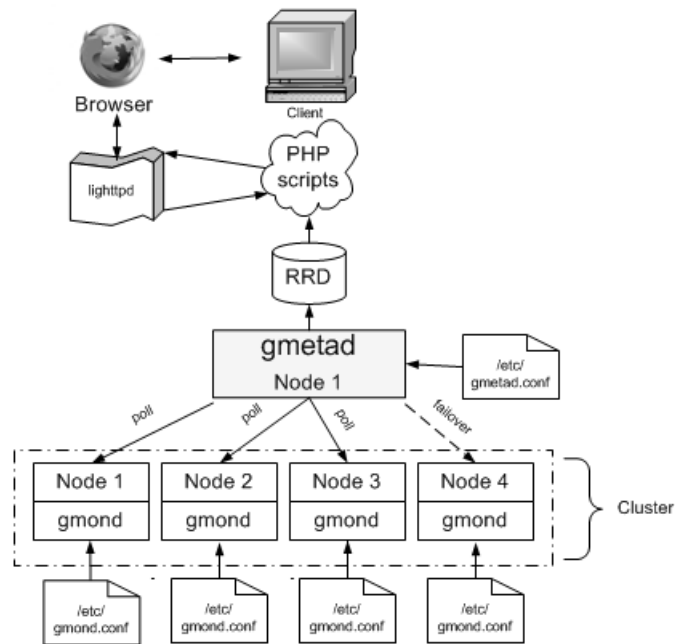 Browser
Client
lighttpd
PHP
scripts
RRD
gmetad
Node 1
/etc/
gmetad.conf
poll
poll
poll
failover
Node 1
Node 2
Node 3
Node 4
gmond
gmond
gmond
gmond
Cluster
/etc/
gmond.conf
/etc/
gmond.conf
/etc/
gmond.conf
/etc/
gmond.conf